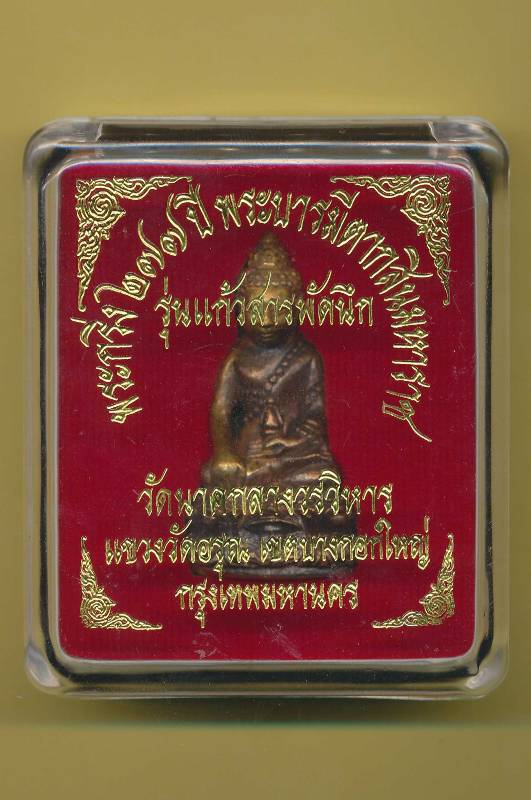 พระกริ่ง ๒๗๗ ปี พระบารมีตากสินมหาราช
รุ่นแก้วสารพัดนึก
วัดนาคกลางวรวิหาร
แขวงวัดอรุณ เขตบางกอกใหญ่
กรุงเทพมหานคร